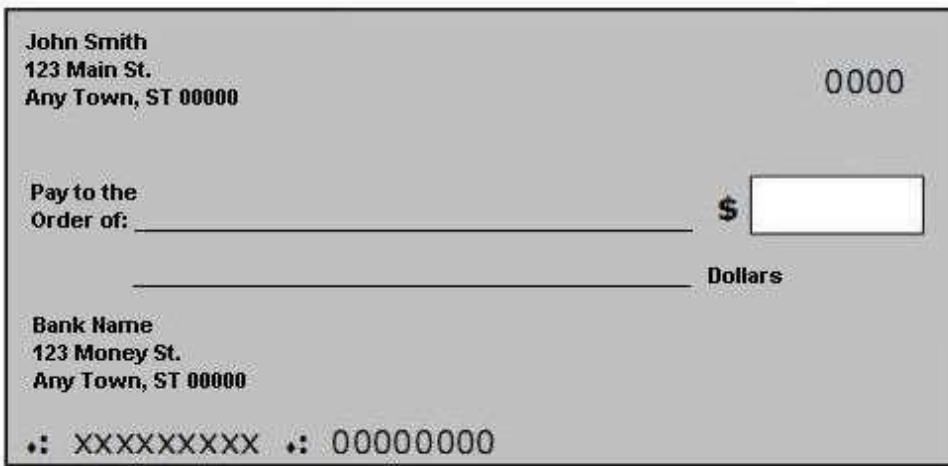 John Smith
123 Main St.
Any Town, ST 00000
0000
Pay to the
Order of:
$
Dollars
Bank Name
123 Money St.
Any Town, ST 00000
⑆ XXXXXXXXX ⑆ 00000000